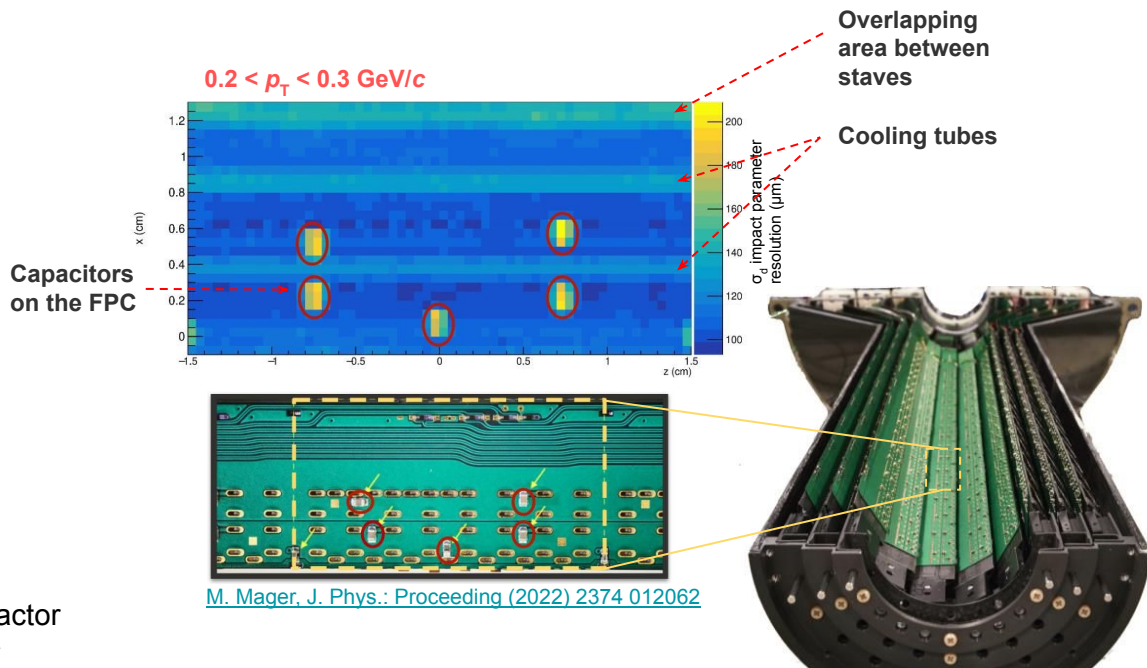 Overlapping
area between
staves
0.2 < pT < 0.3 GeV/c
Cooling tubes
Capacitors
on the FPC
x (cm)
1.2
1
0.8
0.6
0.4
0.2
0
−1.5
−1
−0.5
0
0.5
1
1.5
z (cm)
200
180
160
140
120
100
σd impact parameter
resolution (μm)
M. Mager, J. Phys.: Proceeding (2022) 2374 012062
actor